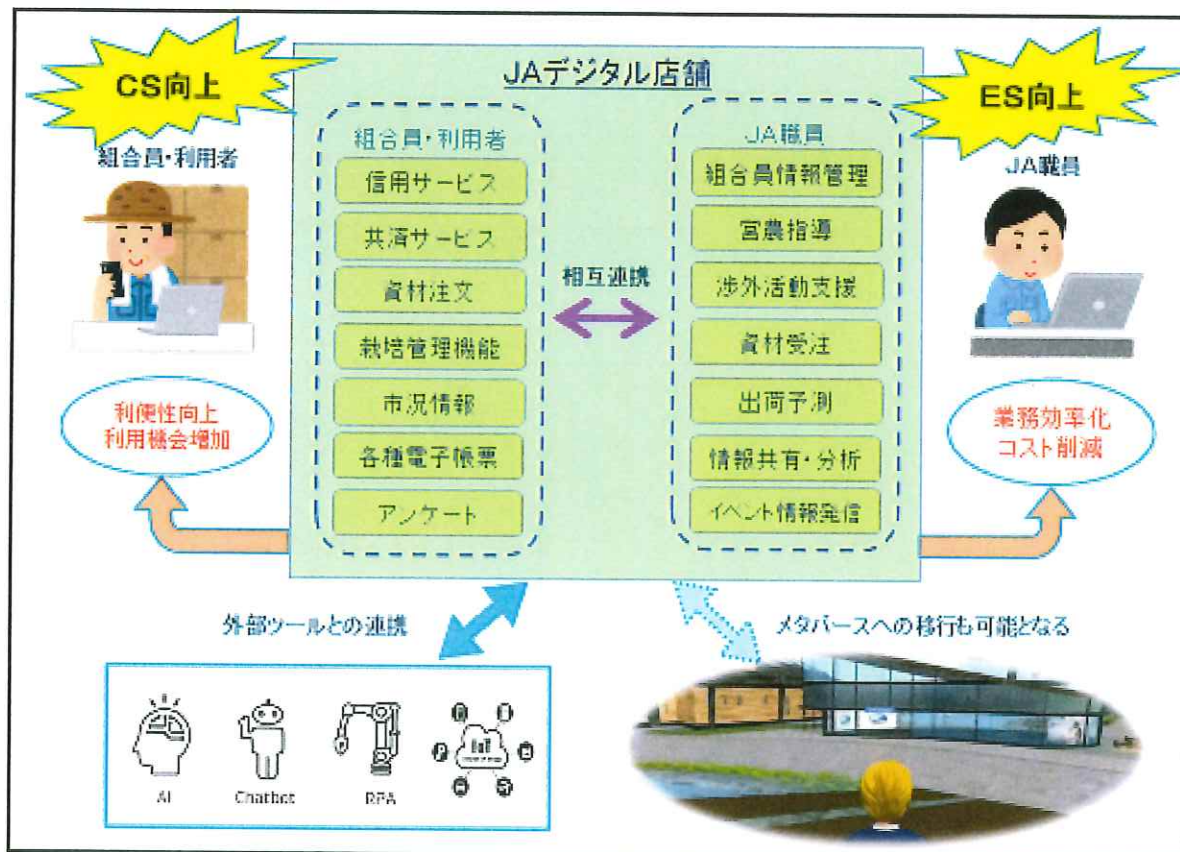 JAデジタル店舗
CS向上
組合員・利用者
利便性向上
利用機会増加
組合員・利用者
信用サービス
共済サービス
資材注文
栽培管理機能
市況情報
各種電子帳票
アンケート
相互連携
JA職員
組合員情報管理
営農指導
渉外活動支援
資材受注
出荷予測
情報共有・分析
イベント情報発信
ES向上
JA職員
業務効率化
コスト削減
外部ツールとの連携
AI
Chatbot
RPA
メタバースへの移行も可能となる